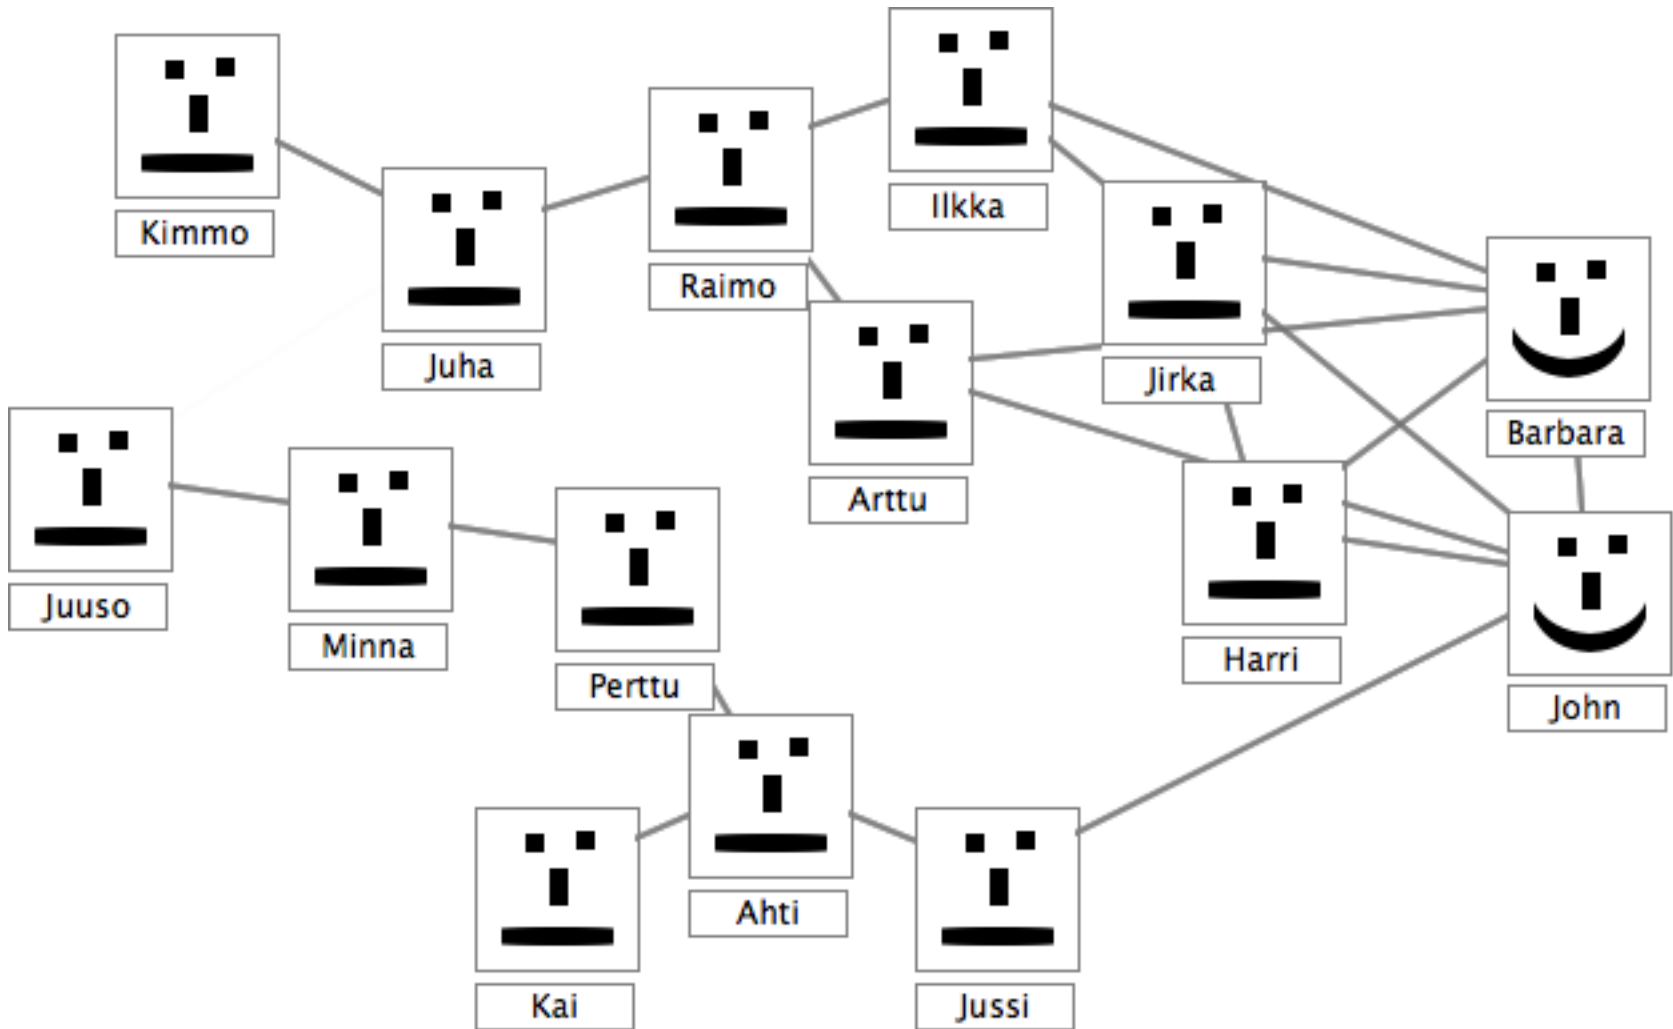 Kimmo
Ilkka
Raimo
Juha
Jirka
Barbara
Arttu
Juuso
Minna
Harri
Perttu
John
Ahti
Kai
Jussi